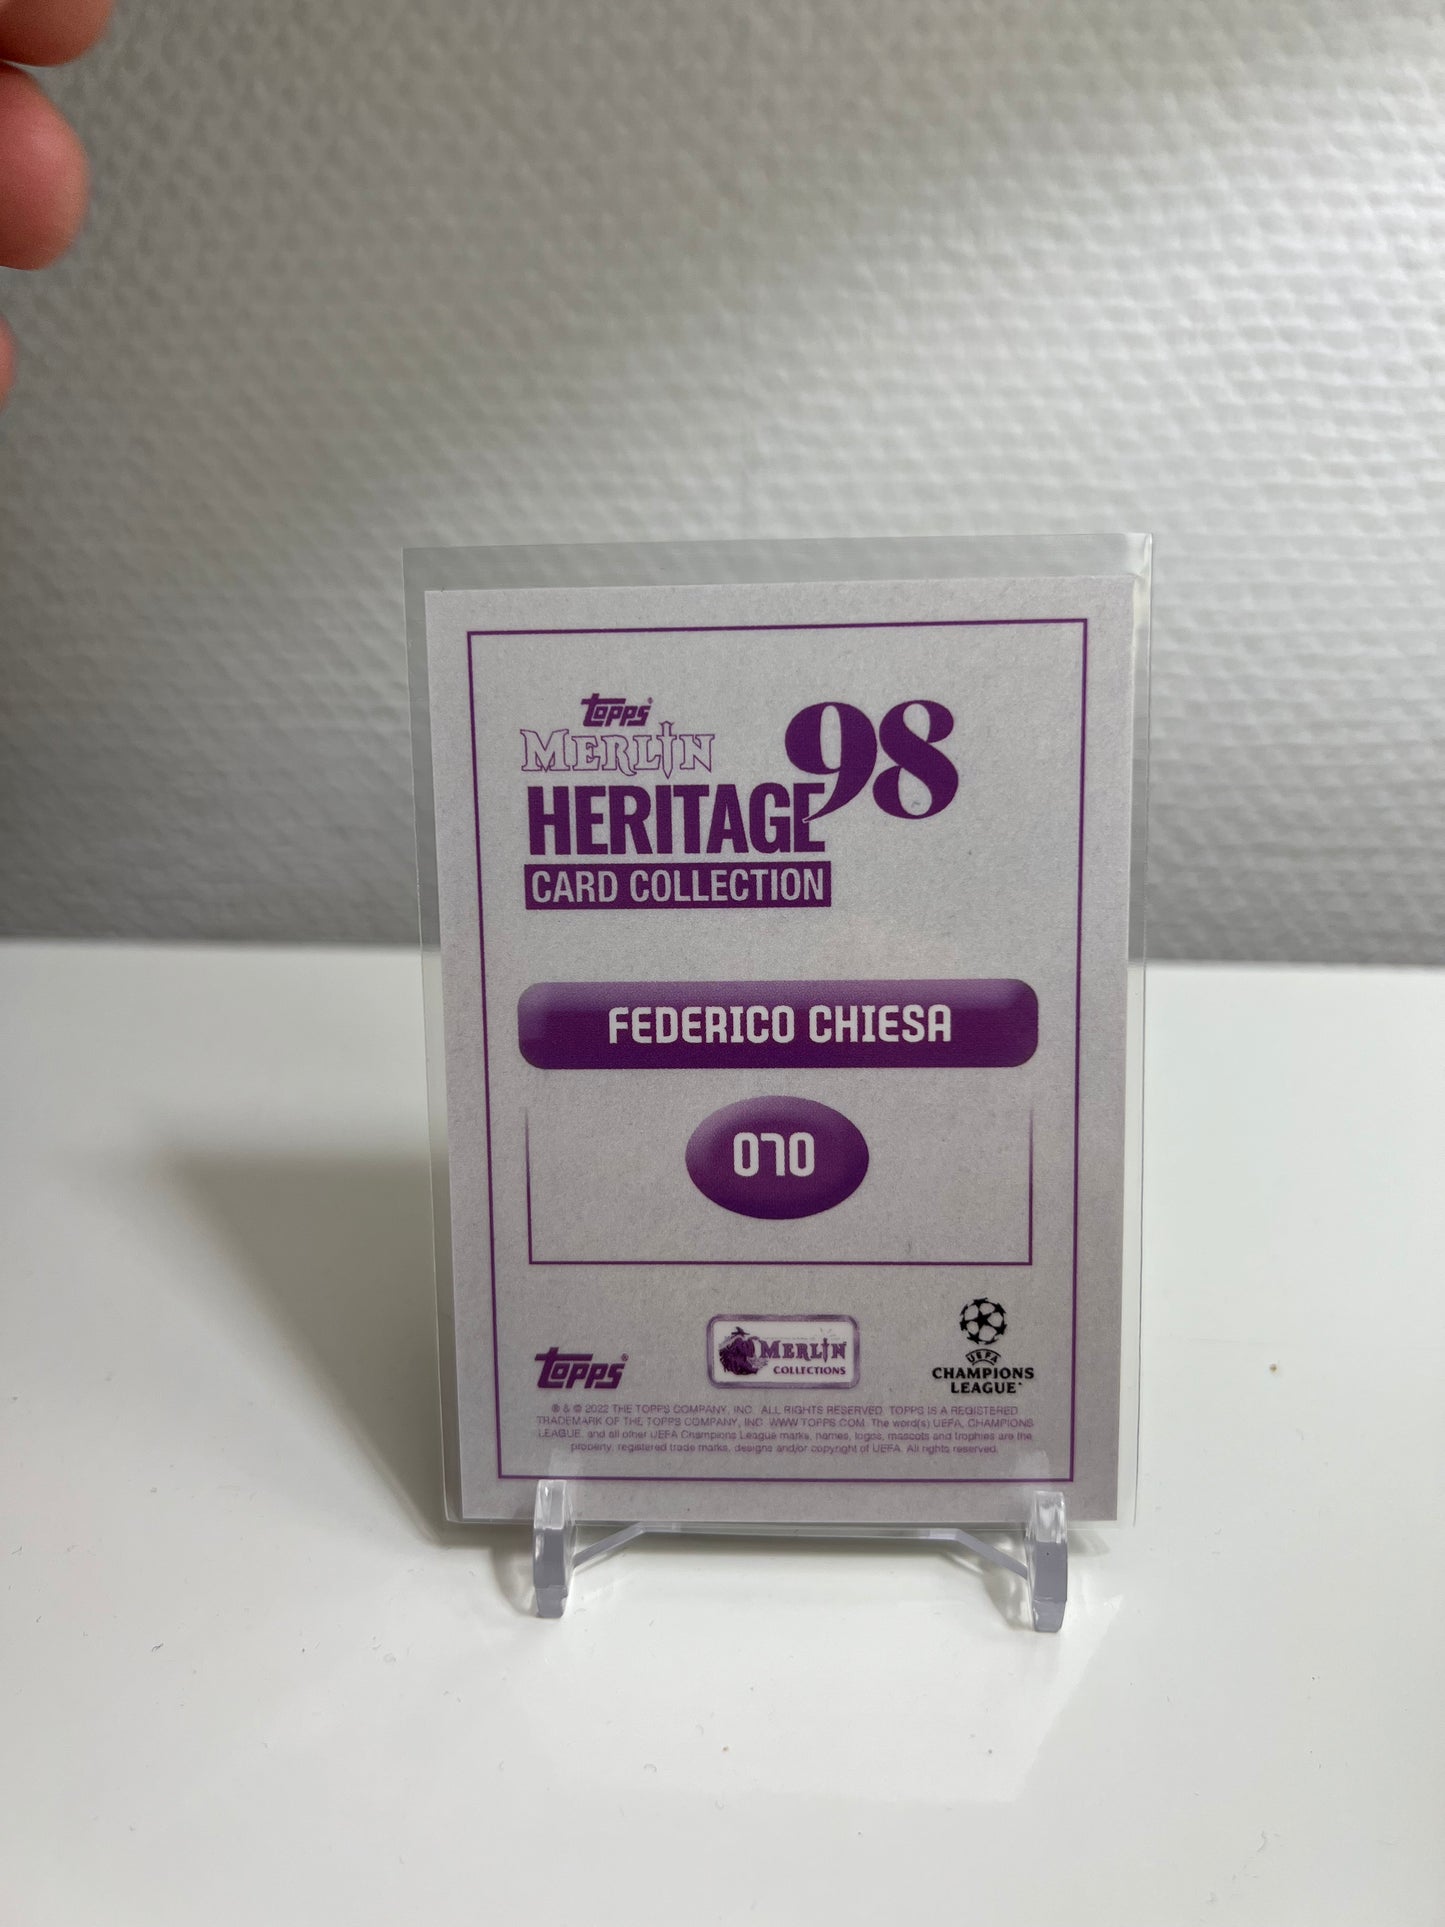 topps®
MERLIN
HERITAGE 98
CARD COLLECTION
FEDERICO CHIESA
070
topps®
MERLIN
COLLECTIONS
UEFA
CHAMPIONS
LEAGUE
® & © 2022 THE TOPPS COMPANY, INC. ALL RIGHTS RESERVED. TOPPS IS A REGISTERED
TRADEMARK OF THE TOPPS COMPANY, INC. WWW.TOPPS.COM. The word(s) UEFA, CHAMPIONS
LEAGUE, and all other UEFA Champions League marks, names, logos, mascots and trophies are the
property, registered trade marks, designs and/or copyright of UEFA. All rights reserved.